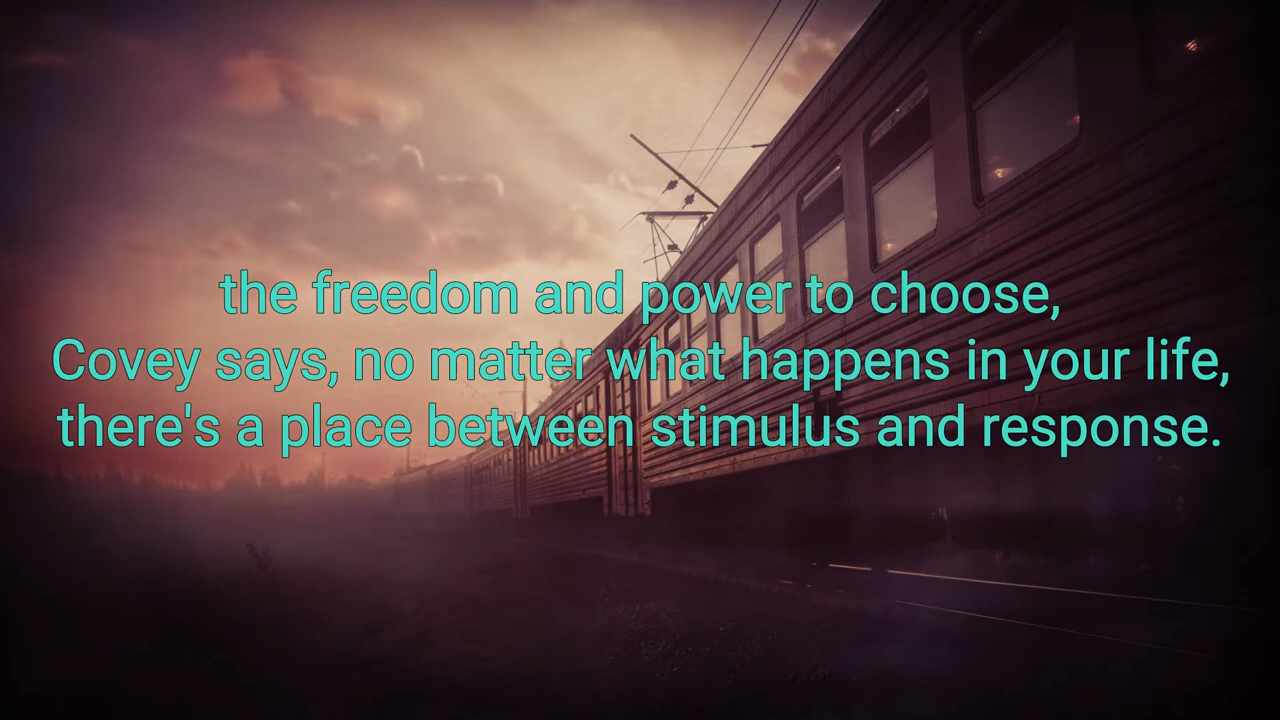 the freedom and power to choose,
Covey says, no matter what happens in your life,
there's a place between stimulus and response.